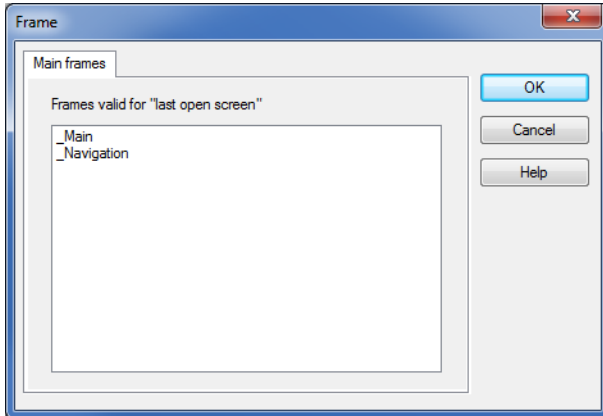 Frame
Main frames
Frames valid for "last open screen"
_Main
_Navigation
OK
Cancel
Help